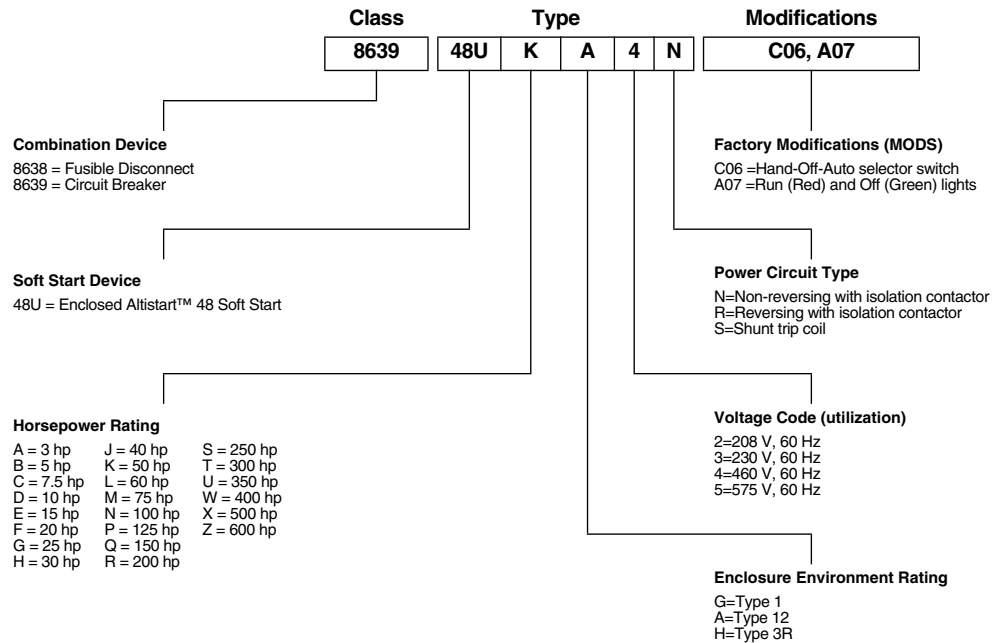 Class Type Modifications
8639 48U K A 4 N C06, A07
Combination Device
8638 = Fusible Disconnect
8639 = Circuit Breaker
Factory Modifications (MODS)
C06 =Hand-Off-Auto selector switch
A07 =Run (Red) and Off (Green) lights
Soft Start Device
48U = Enclosed Altistart™ 48 Soft Start
Power Circuit Type
N=Non-reversing with isolation contactor
R=Reversing with isolation contactor
S=Shunt trip coil
Horsepower Rating
A = 3 hp J = 40 hp S = 250 hp
B = 5 hp K = 50 hp T = 300 hp
C = 7.5 hp L = 60 hp U = 350 hp
D = 10 hp M = 75 hp W = 400 hp
E = 15 hp N = 100 hp X = 500 hp
F = 20 hp P = 125 hp Z = 600 hp
G = 25 hp Q = 150 hp
H = 30 hp R = 200 hp
Voltage Code (utilization)
2=208 V, 60 Hz
3=230 V, 60 Hz
4=460 V, 60 Hz
5=575 V, 60 Hz
Enclosure Environment Rating
G=Type 1
A=Type 12
H=Type 3R